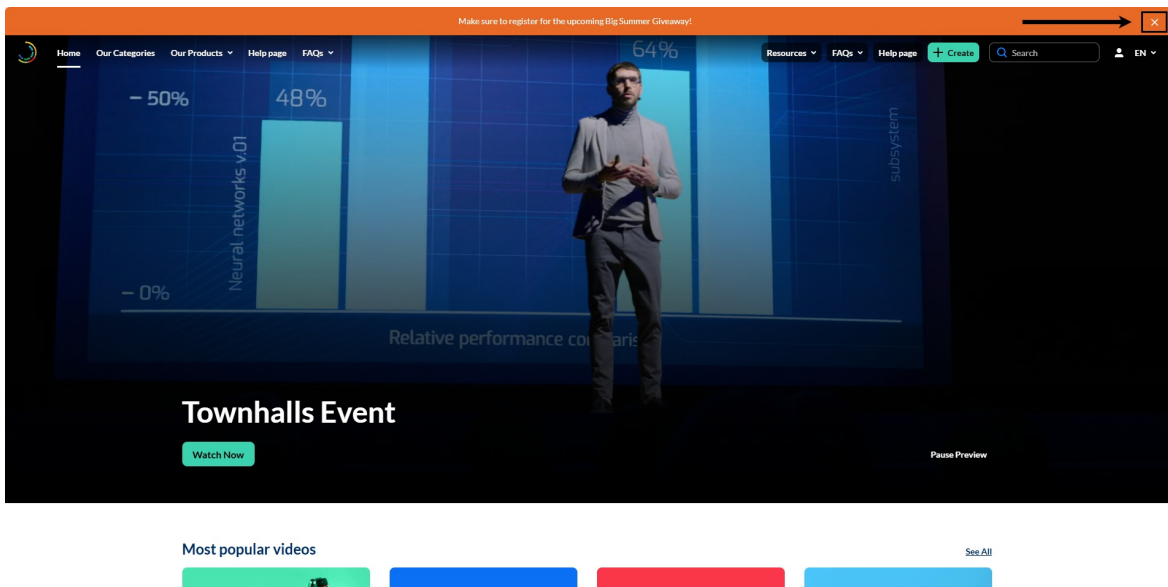 Make sure to register for the upcoming Big Summer Giveaway!
Home Our Categories Our Products Help page FAQs Resources FAQs Help page + Create Search EN
64%
– 50% 48%
Neural networks v.01
subsystem
– 0%
Relative performance
Townhalls Event
Watch Now Pause Preview
Most popular videos See All